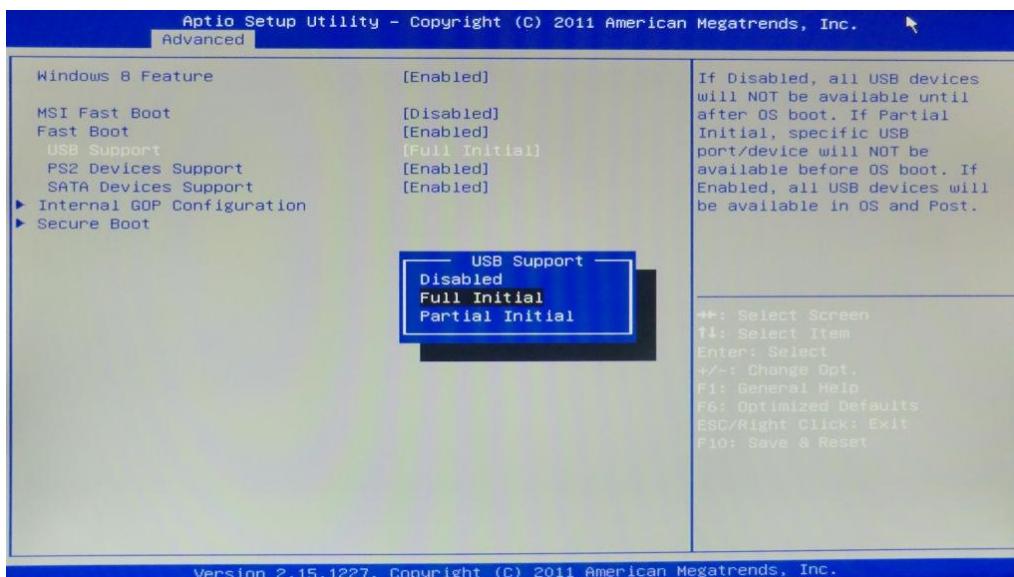 Aptio Setup Utility – Copyright (C) 2011 American Megatrends, Inc.
Advanced
Windows 8 Feature [Enabled]
MSI Fast Boot [Disabled]
Fast Boot [Enabled]
USB Support [Full Initial]
PS2 Devices Support [Enabled]
SATA Devices Support [Enabled]
Internal GOP Configuration
Secure Boot
USB Support
Disabled
Full Initial
Partial Initial
If Disabled, all USB devices
will NOT be available until
after OS boot. If Partial
Initial, specific USB
port/device will NOT be
available before OS boot. If
Enabled, all USB devices will
be available in OS and Post.
→←: Select Screen
↑↓: Select Item
Enter: Select
+/-: Change Opt.
F1: General Help
F6: Optimized Defaults
ESC/Right Click: Exit
F10: Save & Reset
Version 2.15.1227. Copyright (C) 2011 American Megatrends, Inc.